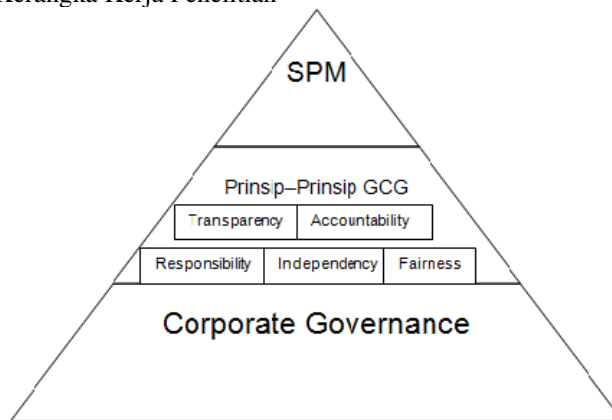 Kerangka Kerja Penelitian
SPM
Prinsip–Prinsip GCG
Transparency Accountability
Responsibility Independency Fairness
Corporate Governance